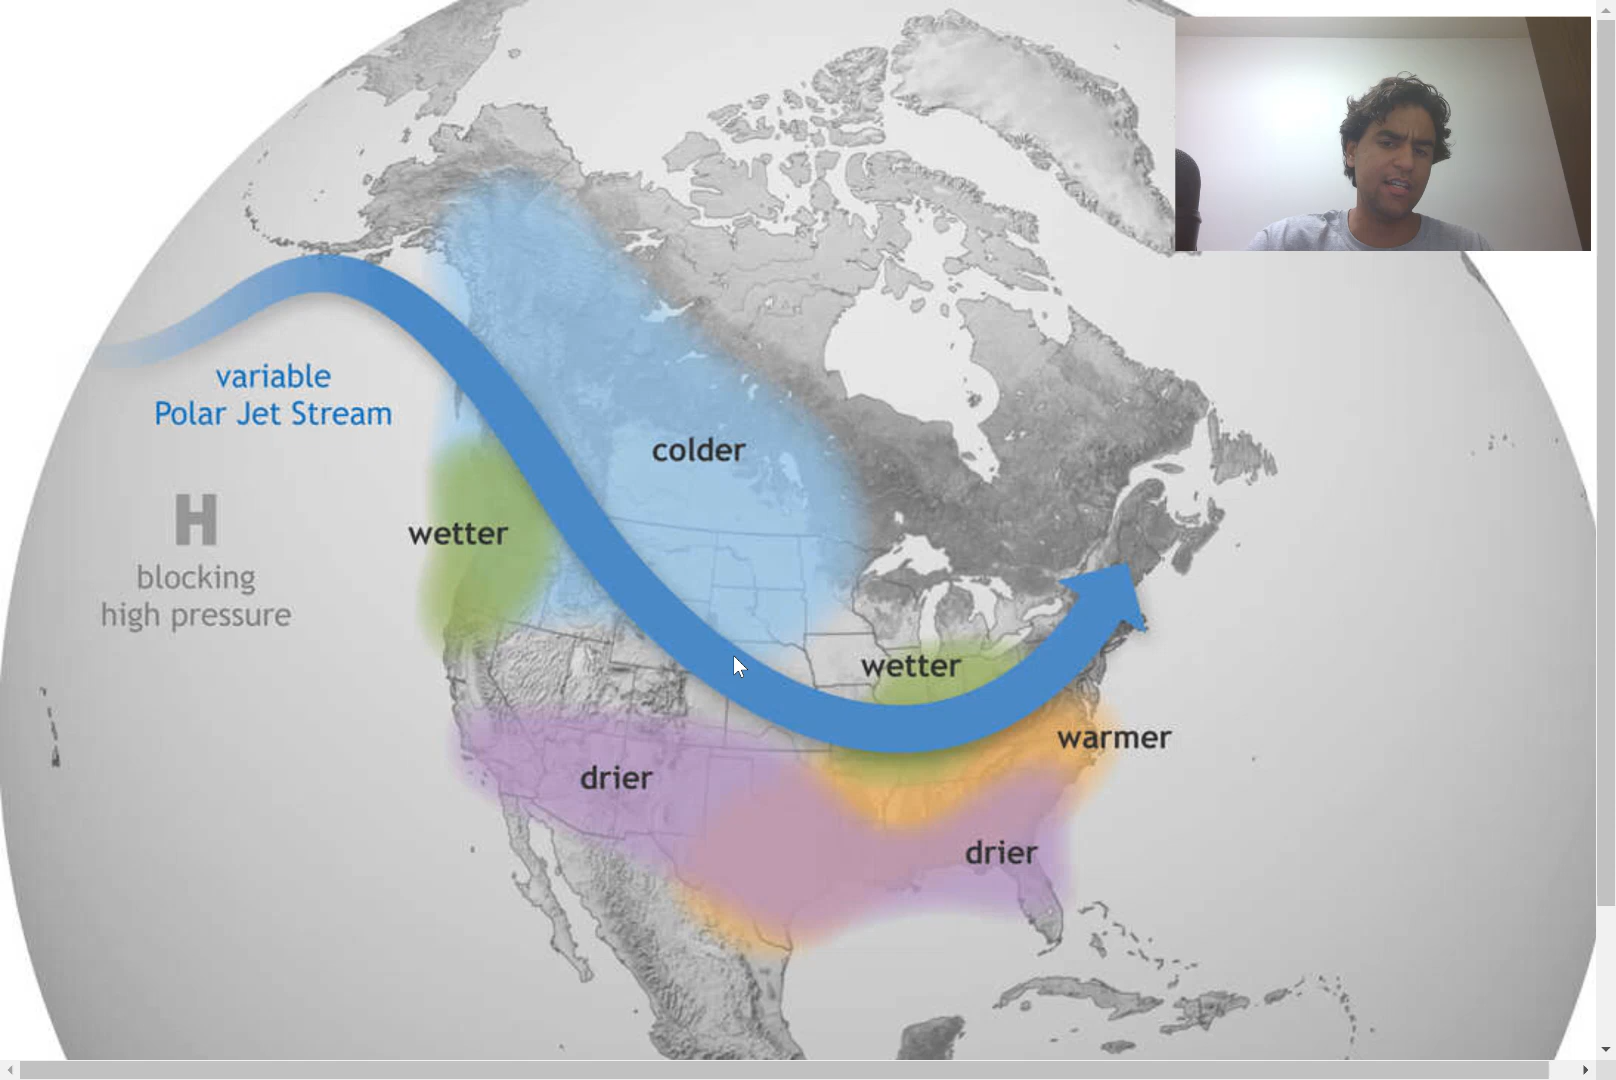 variable
Polar Jet Stream
colder
H
wetter
blocking
high pressure
wetter
warmer
drier
drier